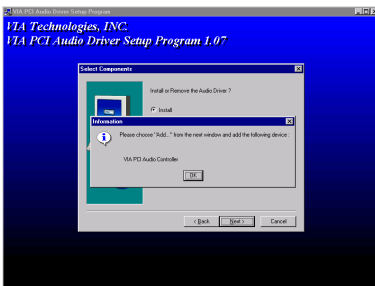 VIA PCI Audio Driver Setup Program
VIA Technologies, INC.
VIA PCI Audio Driver Setup Program 1.07
Select Components
Install or Remove the Audio Driver ?
Install
Information
Please choose "Add..." from the next window and add the following device :
VIA PCI Audio Controller
OK
< Back
Next >
Cancel